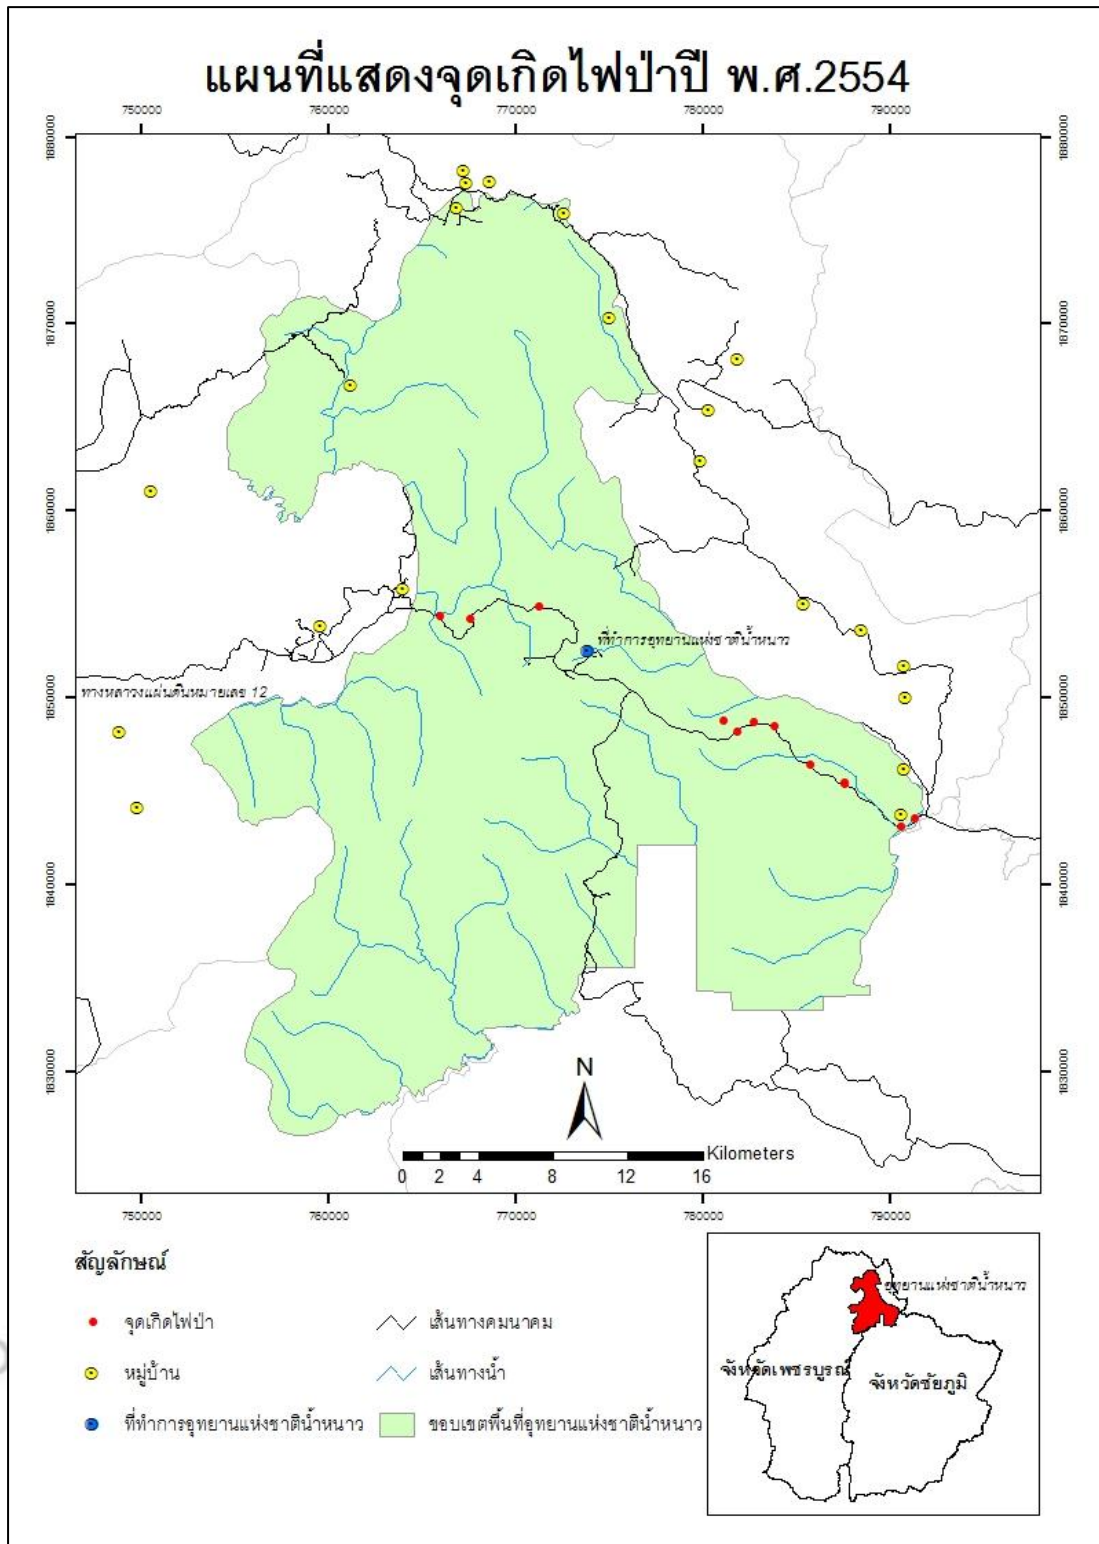 แผนที่แสดงจุดเกิดไฟป่าปี พ.ศ.2554
750000 760000 770000 780000 790000
1880000 1880000
1870000 1870000
1860000 1860000
ที่ทำการอุทยานแห่งชาติน้ำหนาว
ทางหลวงแผ่นดินหมายเลข 12
1850000 1850000
1840000 1840000
1830000 1830000
N
Kilometers
0 2 4 8 12 16
750000 760000 770000 780000 790000
สัญลักษณ์
จุดเกิดไฟป่า
หมู่บ้าน
ที่ทำการอุทยานแห่งชาติน้ำหนาว
เส้นทางคมนาคม
เส้นทางน้ำ
ขอบเขตพื้นที่อุทยานแห่งชาติน้ำหนาว
อุทยานแห่งชาติน้ำหนาว
จังหวัดเพชรบูรณ์
จังหวัดชัยภูมิ